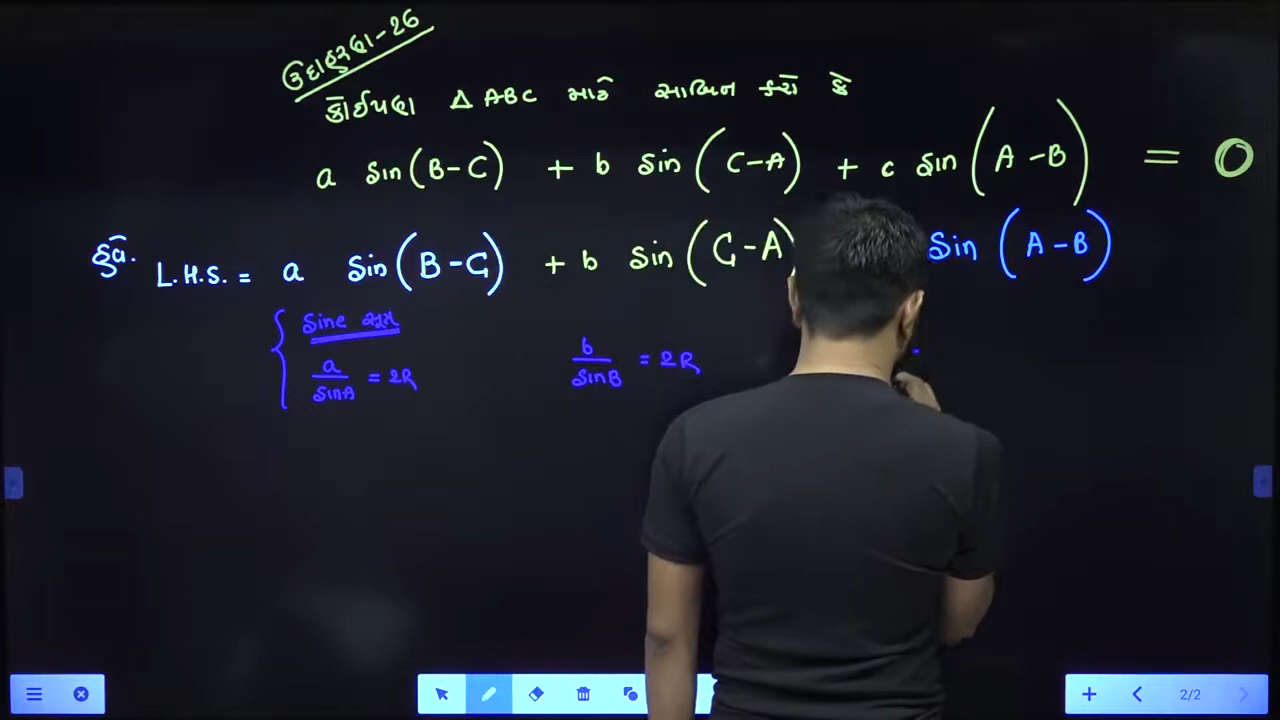 ઉદાહરણ-26
કોઈપણ Δ ABC માટે સાબિત કરો કે
a sin(B-C) + b sin(C-A) + c sin(A-B) = 0
ઉકેલ. L.H.S. = a sin(B-C) + b sin(C-A) sin(A-B)
sine સૂત્ર
a/sinA = 2R b/sinB = 2R
2/2